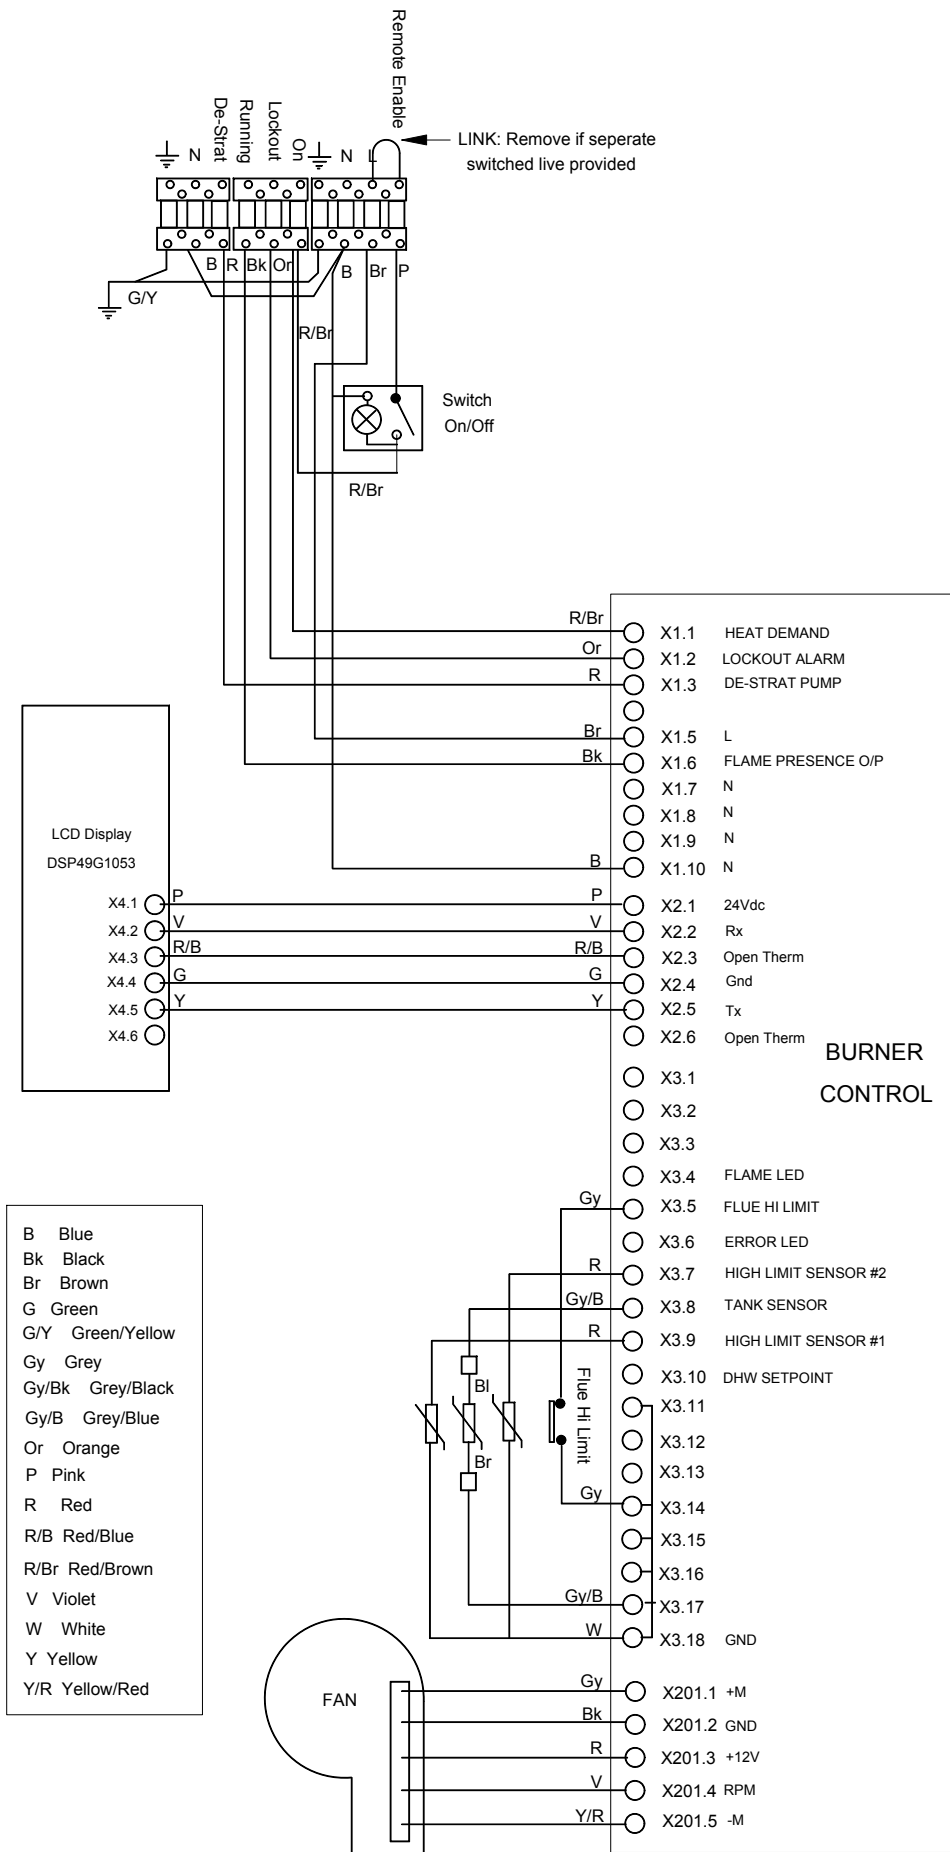 Remote Enable
LINK: Remove if seperate
switched live provided
N
De-Strat
Running
Lockout
On
N
L
B
R
Bk
Or
B
Br
P
G/Y
R/Br
Switch
On/Off
R/Br
R/Br X1.1 HEAT DEMAND
Or X1.2 LOCKOUT ALARM
R X1.3 DE-STRAT PUMP
Br X1.5 L
Bk X1.6 FLAME PRESENCE O/P
X1.7 N
X1.8 N
X1.9 N
B X1.10 N
LCD Display
DSP49G1053
X4.1 P P X2.1 24Vdc
X4.2 V V X2.2 Rx
X4.3 R/B R/B X2.3 Open Therm
X4.4 G G X2.4 Gnd
X4.5 Y Y X2.5 Tx
X4.6 X2.6 Open Therm
BURNER
CONTROL
X3.1
X3.2
X3.3
X3.4 FLAME LED
Gy X3.5 FLUE HI LIMIT
X3.6 ERROR LED
R X3.7 HIGH LIMIT SENSOR #2
Gy/B X3.8 TANK SENSOR
R X3.9 HIGH LIMIT SENSOR #1
X3.10 DHW SETPOINT
Bl
Br
Flue Hi Limit
X3.11
X3.12
X3.13
Gy X3.14
X3.15
X3.16
Gy/B X3.17
W X3.18 GND
B Blue
Bk Black
Br Brown
G Green
G/Y Green/Yellow
Gy Grey
Gy/Bk Grey/Black
Gy/B Grey/Blue
Or Orange
P Pink
R Red
R/B Red/Blue
R/Br Red/Brown
V Violet
W White
Y Yellow
Y/R Yellow/Red
FAN
Gy X201.1 +M
Bk X201.2 GND
R X201.3 +12V
V X201.4 RPM
Y/R X201.5 -M